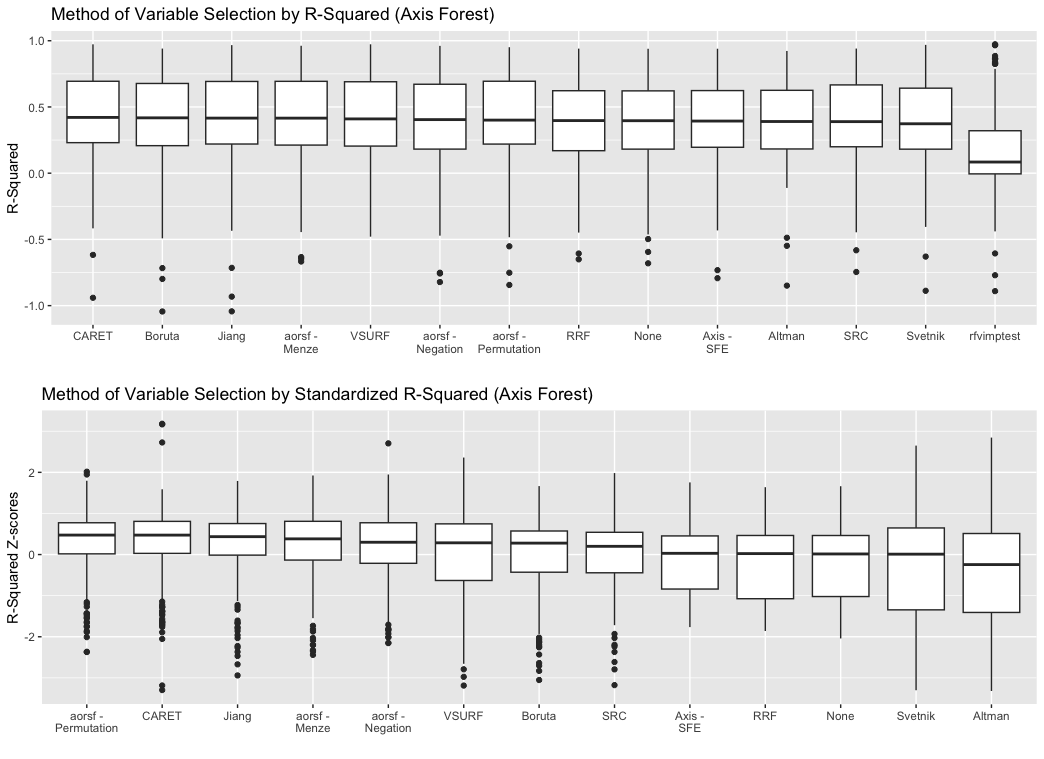 Method of Variable Selection by R-Squared (Axis Forest)
R-Squared
1.0
0.5
0.0
-0.5
-1.0
CARET Boruta Jiang aorsf - Menze VSURF aorsf - Negation aorsf - Permutation RRF None Axis - SFE Altman SRC Svetnik rfvimptest
Method of Variable Selection by Standardized R-Squared (Axis Forest)
R-Squared Z-scores
2
0
-2
aorsf - Permutation CARET Jiang aorsf - Menze aorsf - Negation VSURF Boruta SRC Axis - SFE RRF None Svetnik Altman